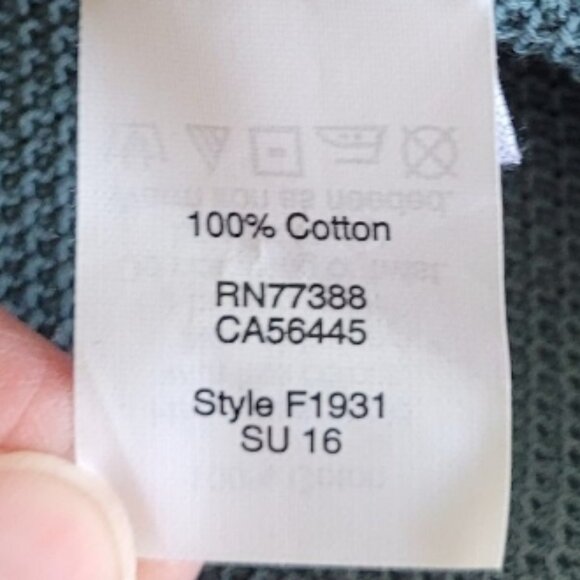 100% Cotton
RN77388
CA56445
Style F1931
SU 16